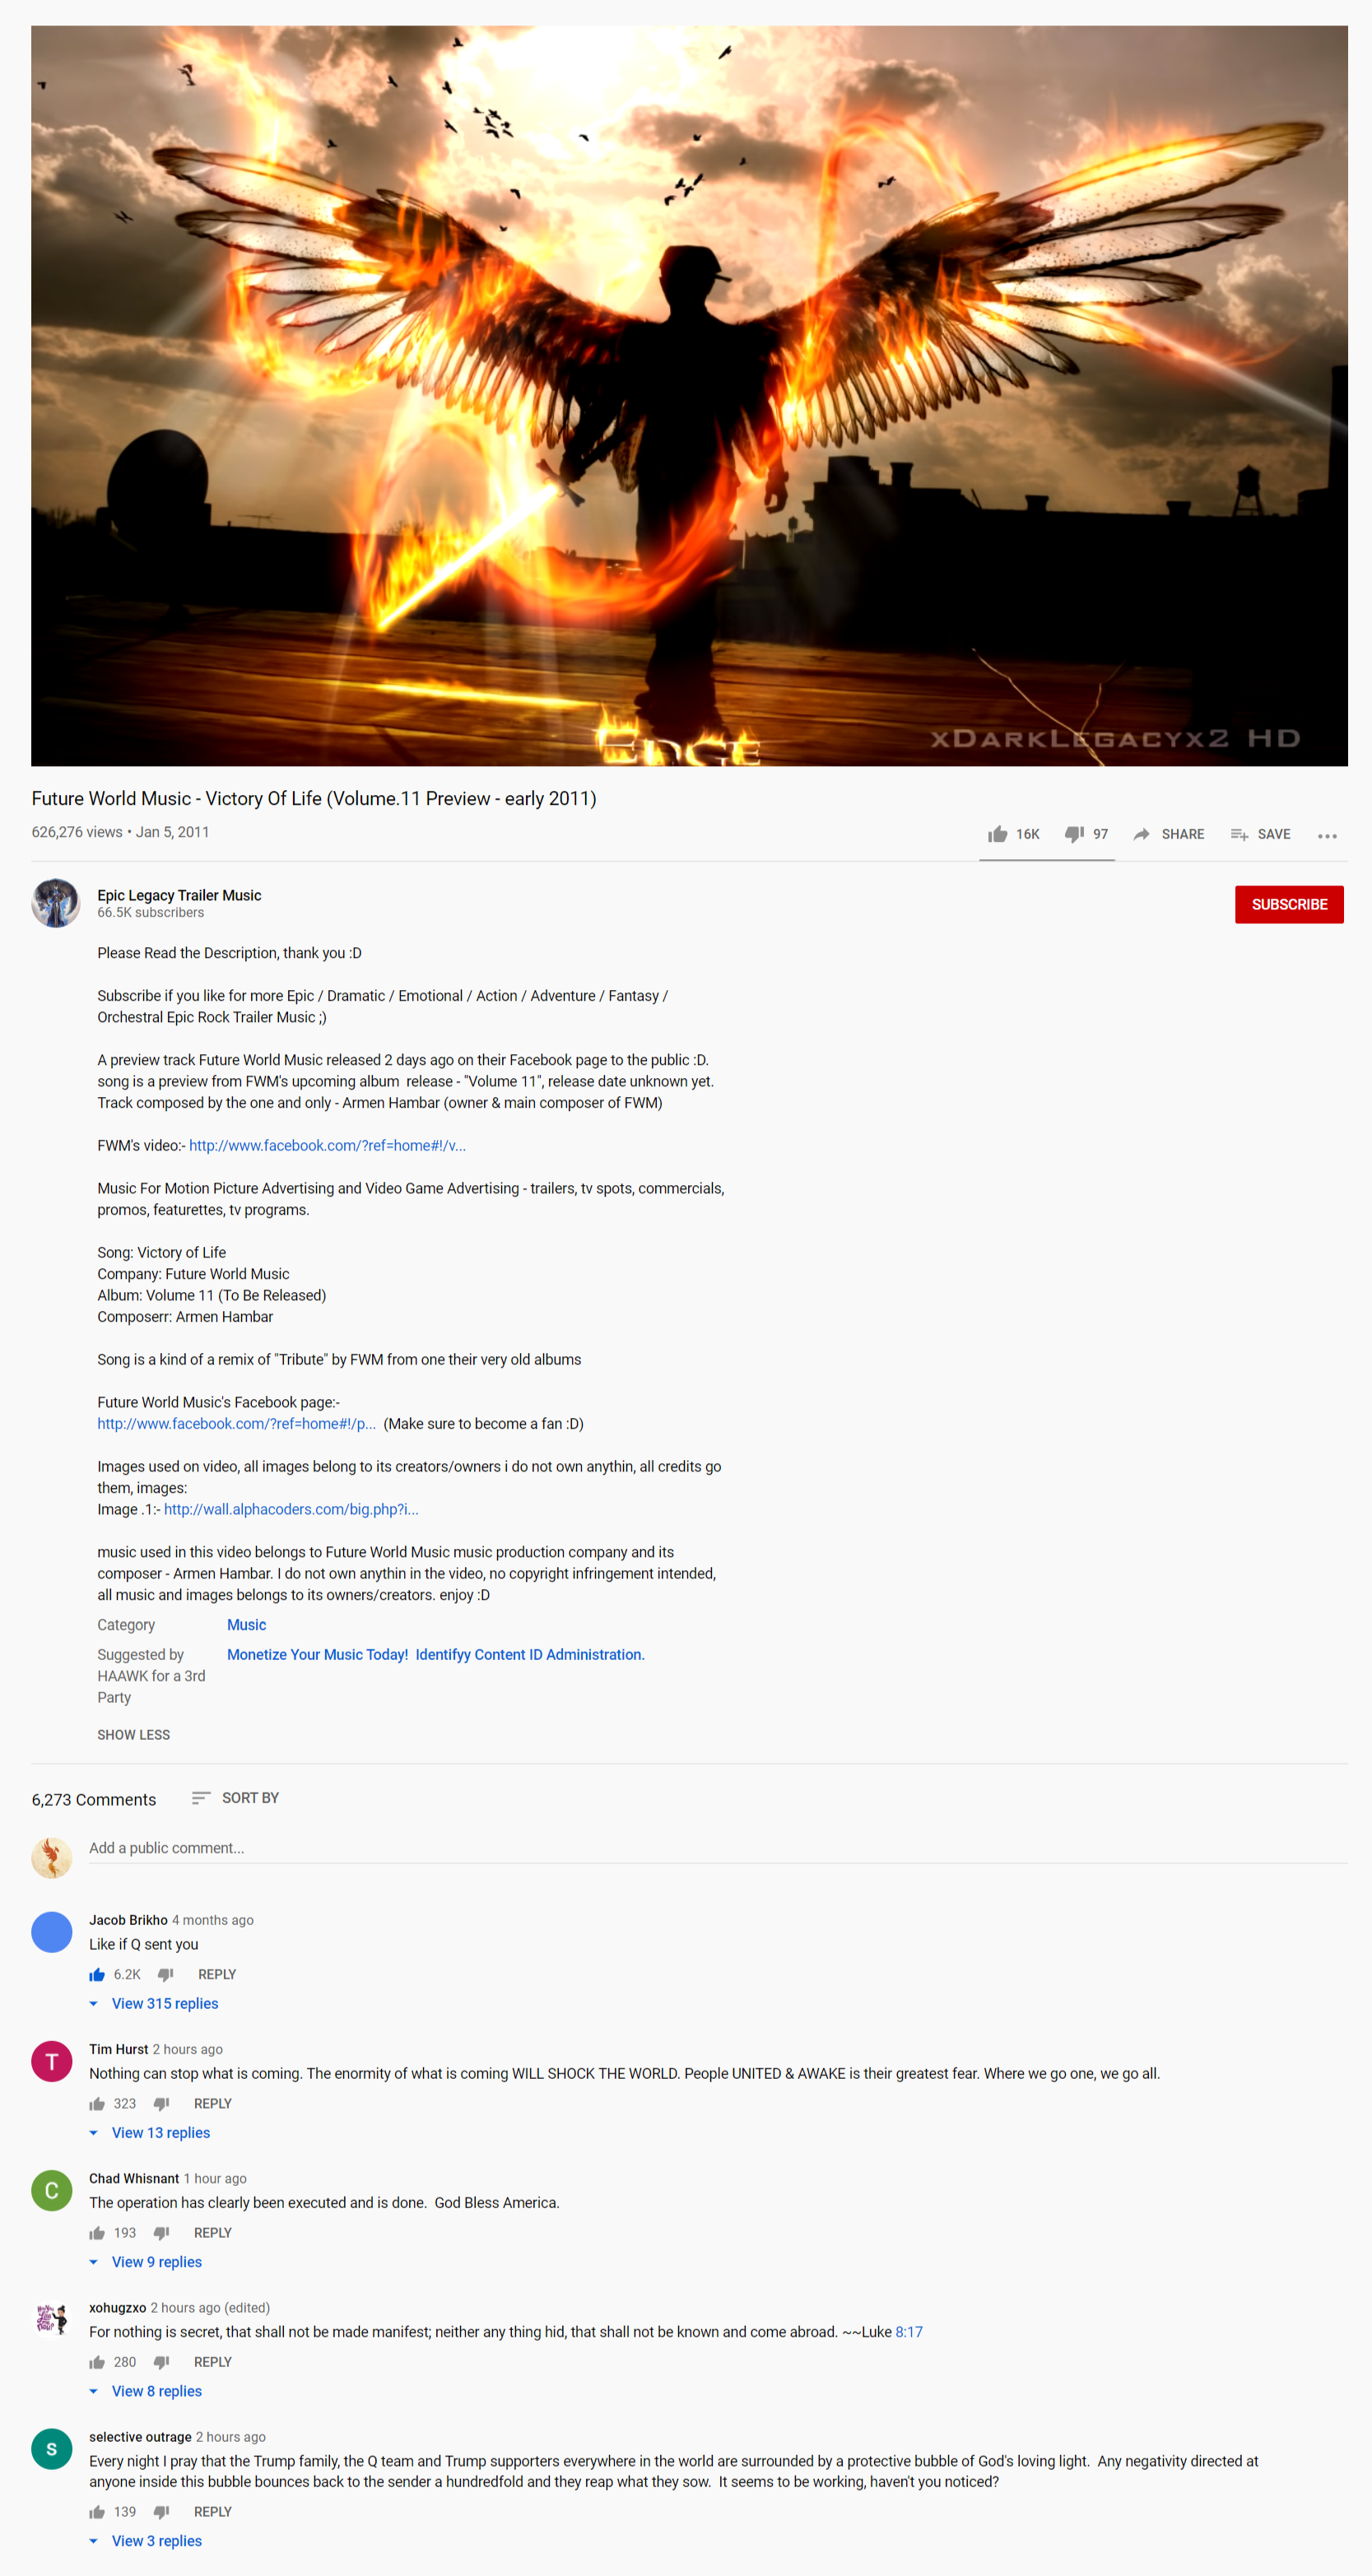 EDGE
xDarkLegacyx2 HD
Future World Music - Victory Of Life (Volume.11 Preview - early 2011)
626,276 views • Jan 5, 2011
16K 97 SHARE SAVE
Epic Legacy Trailer Music
66.5K subscribers
SUBSCRIBE
Please Read the Description, thank you :D
Subscribe if you like for more Epic / Dramatic / Emotional / Action / Adventure / Fantasy /
Orchestral Epic Rock Trailer Music ;)
A preview track Future World Music released 2 days ago on their Facebook page to the public :D.
song is a preview from FWM's upcoming album  release - "Volume 11", release date unknown yet.
Track composed by the one and only - Armen Hambar (owner & main composer of FWM)
FWM's video:- http://www.facebook.com/?ref=home#!/v...
Music For Motion Picture Advertising and Video Game Advertising - trailers, tv spots, commercials,
promos, featurettes, tv programs.
Song: Victory of Life
Company: Future World Music
Album: Volume 11 (To Be Released)
Composerr: Armen Hambar
Song is a kind of a remix of "Tribute" by FWM from one their very old albums
Future World Music's Facebook page:-
http://www.facebook.com/?ref=home#!/p...  (Make sure to become a fan :D)
Images used on video, all images belong to its creators/owners i do not own anythin, all credits go
them, images:
Image .1:- http://wall.alphacoders.com/big.php?i...
music used in this video belongs to Future World Music music production company and its
composer - Armen Hambar. I do not own anythin in the video, no copyright infringement intended,
all music and images belongs to its owners/creators. enjoy :D
Category Music
Suggested by Monetize Your Music Today!  Identifyy Content ID Administration.
HAAWK for a 3rd
Party
SHOW LESS
6,273 Comments SORT BY
Add a public comment...
Jacob Brikho 4 months ago
Like if Q sent you
6.2K REPLY
View 315 replies
T
Tim Hurst 2 hours ago
Nothing can stop what is coming. The enormity of what is coming WILL SHOCK THE WORLD. People UNITED & AWAKE is their greatest fear. Where we go one, we go all.
323 REPLY
View 13 replies
C
Chad Whisnant 1 hour ago
The operation has clearly been executed and is done.  God Bless America.
193 REPLY
View 9 replies
xohugzxo 2 hours ago (edited)
For nothing is secret, that shall not be made manifest; neither any thing hid, that shall not be known and come abroad. ~~Luke 8:17
280 REPLY
View 8 replies
S
selective outrage 2 hours ago
Every night I pray that the Trump family, the Q team and Trump supporters everywhere in the world are surrounded by a protective bubble of God's loving light.  Any negativity directed at
anyone inside this bubble bounces back to the sender a hundredfold and they reap what they sow.  It seems to be working, haven't you noticed?
139 REPLY
View 3 replies